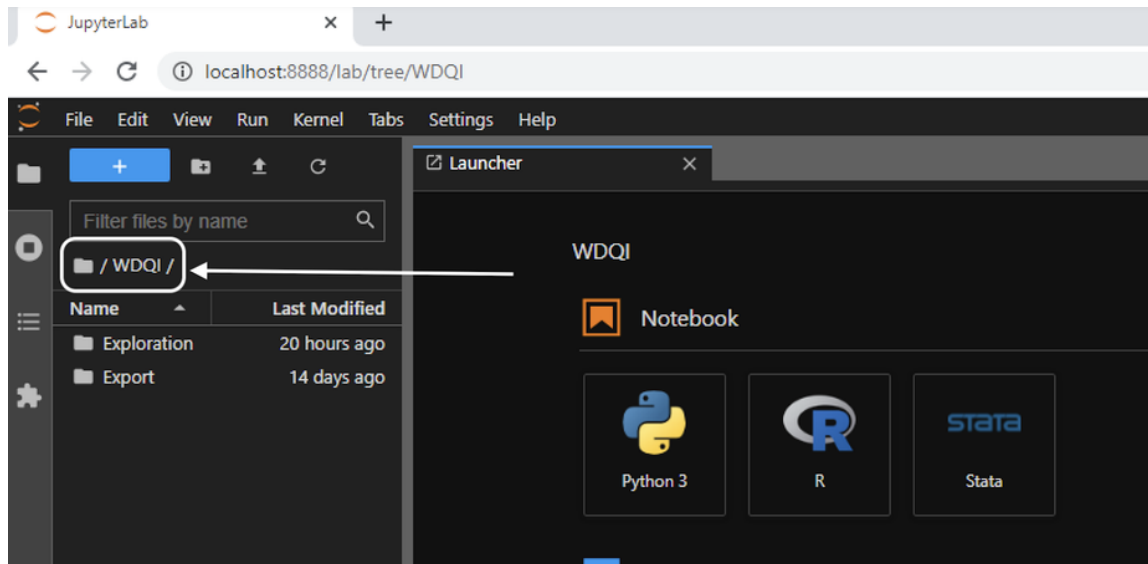 JupyterLab
localhost:8888/lab/tree/WDQI
File Edit View Run Kernel Tabs Settings Help
+
Launcher
Filter files by name
/ WDQI /
Name Last Modified
Exploration 20 hours ago
Export 14 days ago
WDQI
Notebook
STATA
Python 3 R Stata